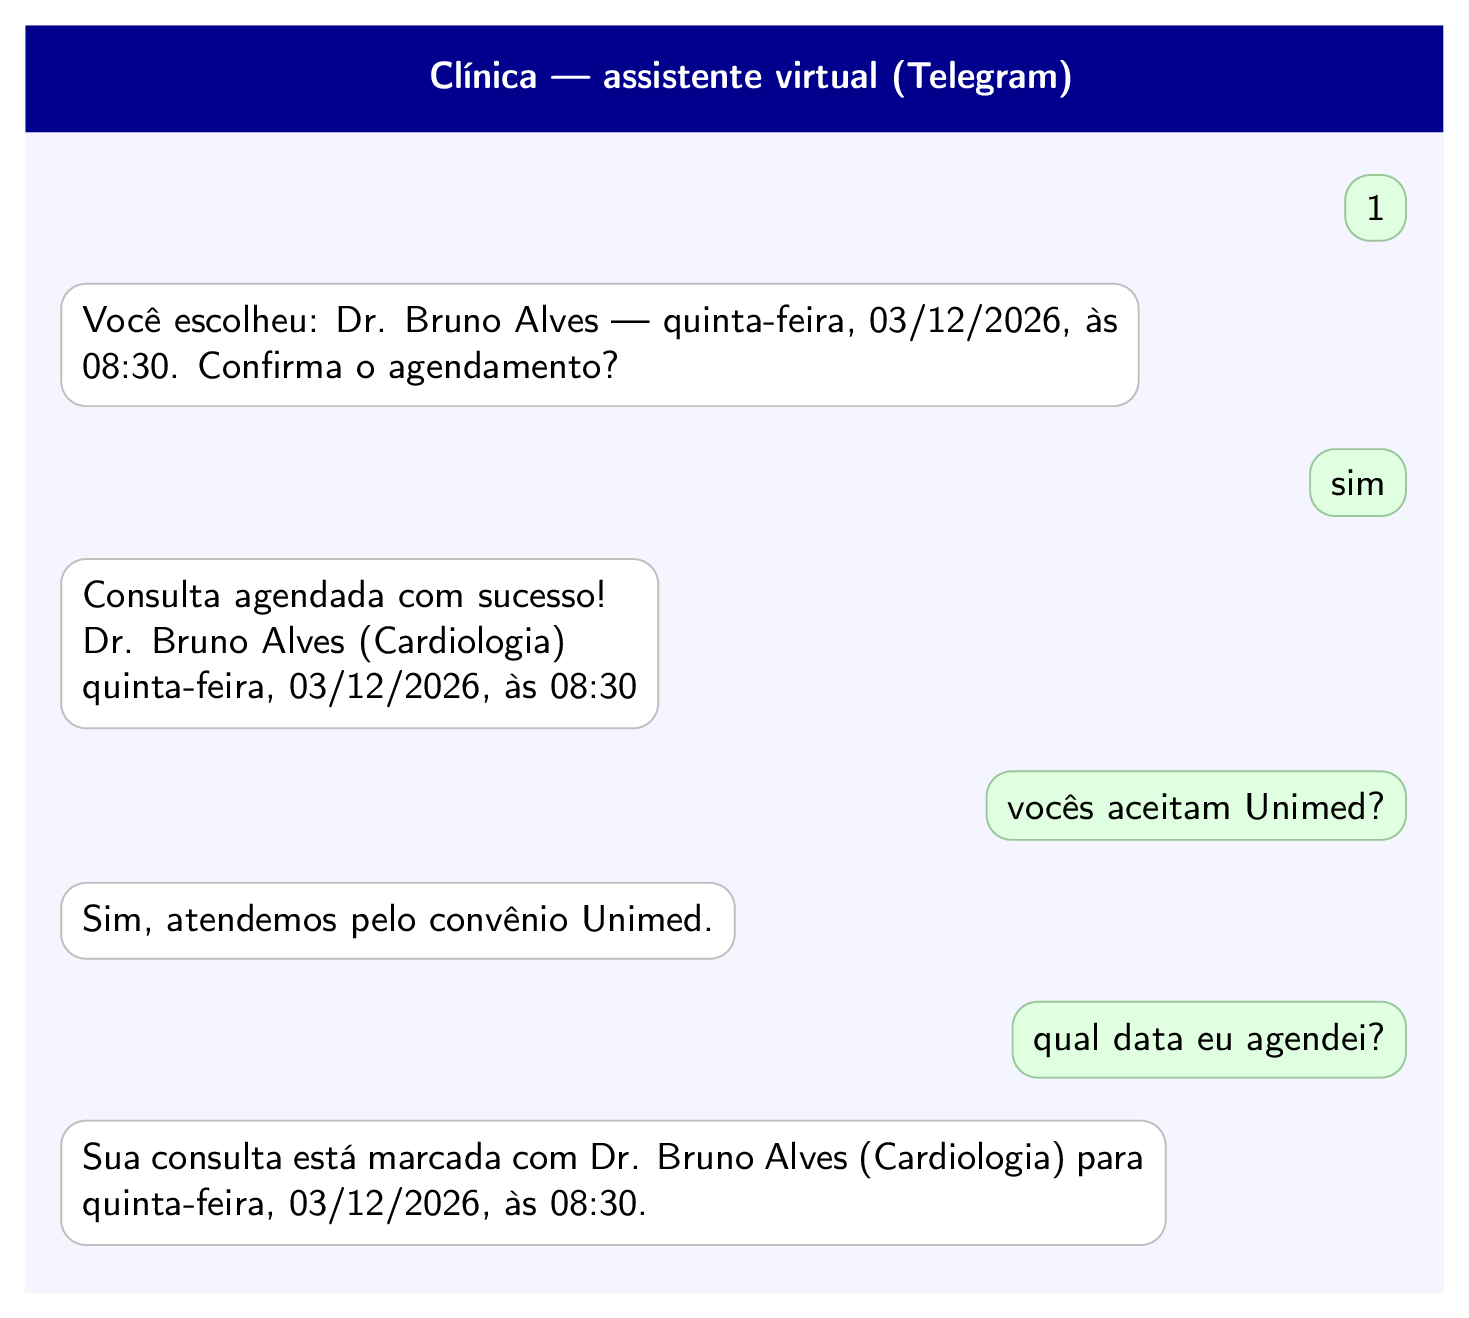 Clínica — assistente virtual (Telegram)
1
Você escolheu: Dr. Bruno Alves — quinta-feira, 03/12/2026, às
08:30. Confirma o agendamento?
sim
Consulta agendada com sucesso!
Dr. Bruno Alves (Cardiologia)
quinta-feira, 03/12/2026, às 08:30
vocês aceitam Unimed?
Sim, atendemos pelo convênio Unimed.
qual data eu agendei?
Sua consulta está marcada com Dr. Bruno Alves (Cardiologia) para
quinta-feira, 03/12/2026, às 08:30.